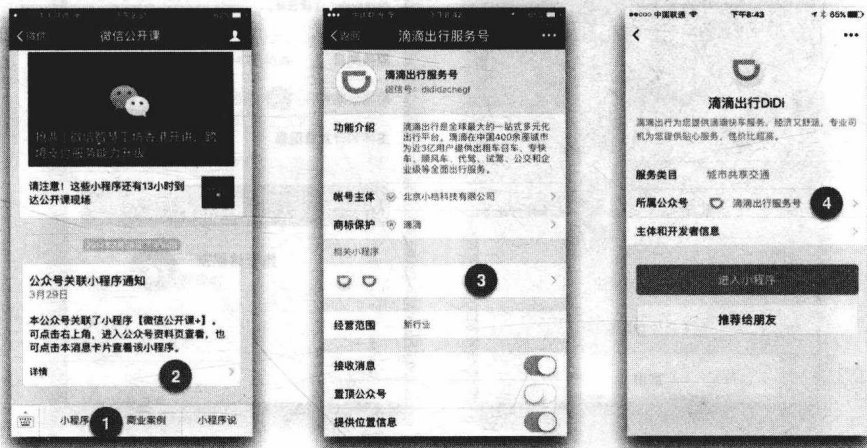 微信公开课
请注意！这些小程序还有13小时到
达公开课现场
公众号关联小程序通知
3月29日
本公众号关联了小程序【微信公开课+】，
可点击右上角，进入公众号资料页查看，也
可点击本消息卡片查看该小程序。
详情
2
小程序
1
商业案例
小程序说
滴滴出行服务号
滴滴出行服务号
微信号：dididachegf
功能介绍
滴滴出行是全球最大的一站式多元化
出行平台。滴滴在中国400余座城市
为近3亿用户提供出租车召车、专快
车、顺风车、代驾、试驾、公交和企
业级等全面出行服务。
帐号主体
北京小桔科技有限公司
商标保护
滴滴
相关小程序
3
经营范围
新行业
接收消息
置顶公众号
提供位置信息
中国联通
下午8:43
65%
滴滴出行DiDi
滴滴出行为您提供滴滴快车服务，经济又舒适，专业司
机为您提供贴心服务，性价比超高。
服务类目
城市共享交通
所属公众号
滴滴出行服务号
4
主体和开发者信息
进入小程序
推荐给朋友